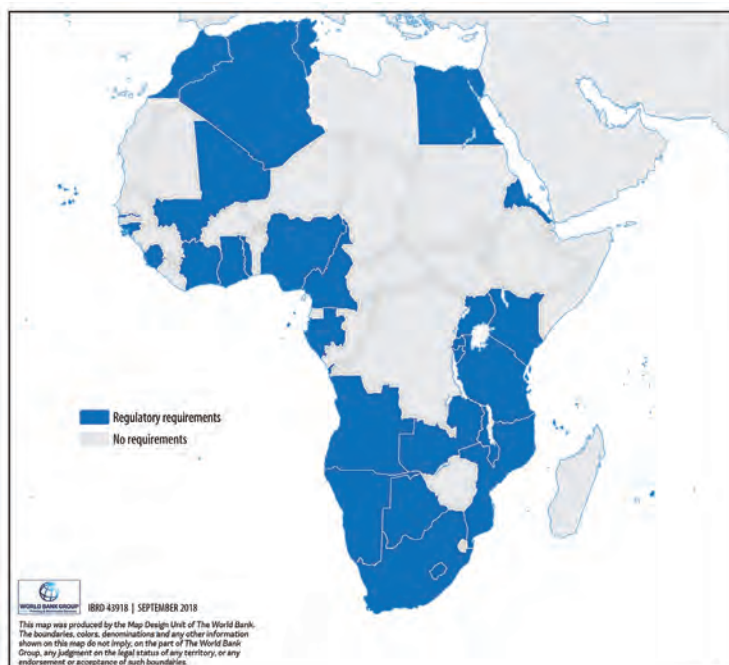 Regulatory requirements
No requirements
WORLD BANK GROUP
IBRD 43918 | SEPTEMBER 2018
This map was produced by the Map Design Unit of The World Bank.
The boundaries, colors, denominations and any other information
shown on this map do not imply, on the part of The World Bank
Group, any judgment on the legal status of any territory, or any
endorsement or acceptance of such boundaries.